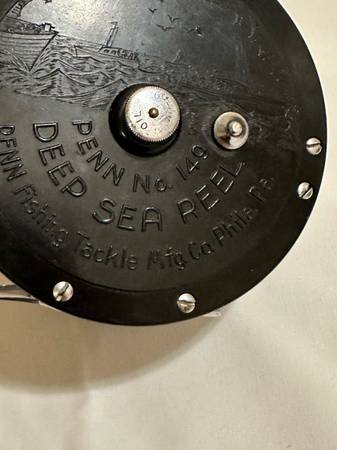 OIL
PENN No. 149
DEEP SEA REEL
PENN Fishing Tackle Mfg. Co. Phila. Pa.